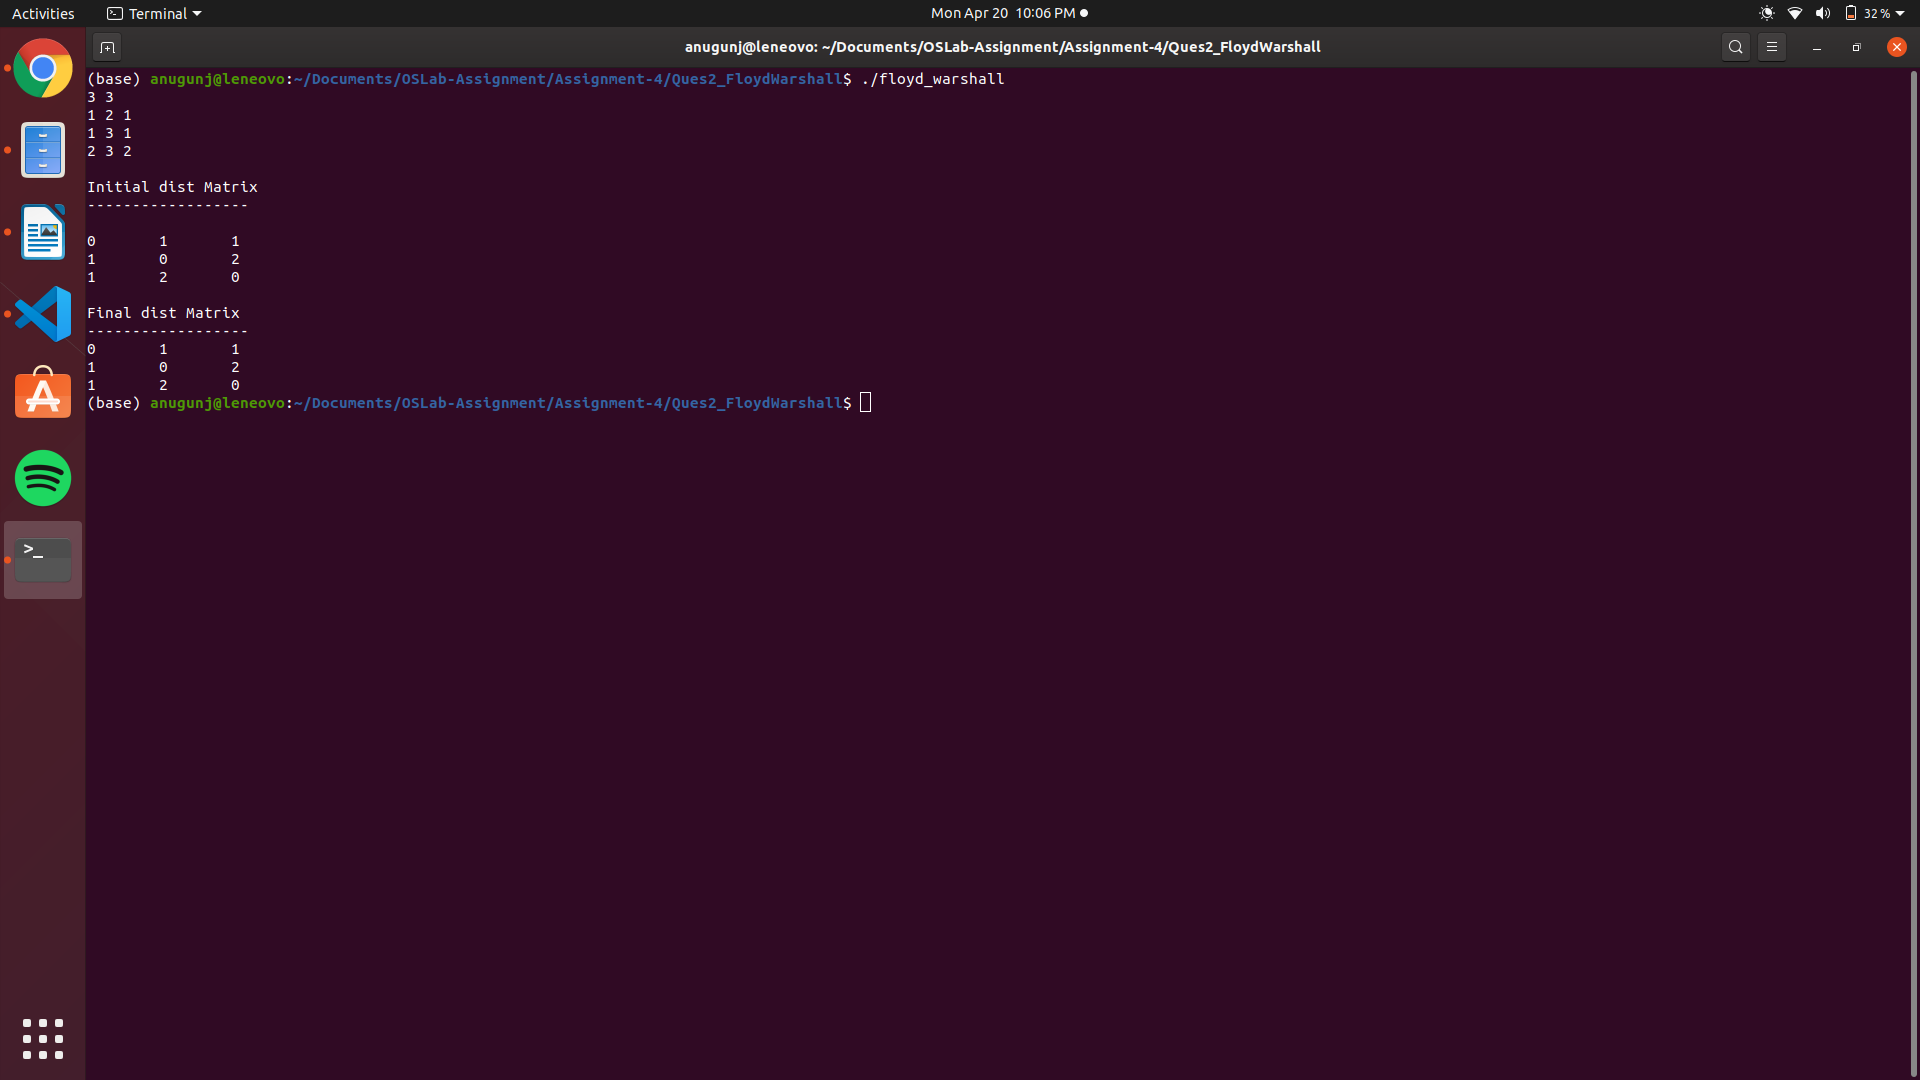 Activities Terminal Mon Apr 20 10:06 PM 32 %
anugunj@leneovo: ~/Documents/OSLab-Assignment/Assignment-4/Ques2_FloydWarshall
(base) anugunj@leneovo:~/Documents/OSLab-Assignment/Assignment-4/Ques2_FloydWarshall$ ./floyd_warshall
3 3
1 2 1
1 3 1
2 3 2
Initial dist Matrix
------------------
0 1 1
1 0 2
1 2 0
Final dist Matrix
------------------
0 1 1
1 0 2
1 2 0
(base) anugunj@leneovo:~/Documents/OSLab-Assignment/Assignment-4/Ques2_FloydWarshall$